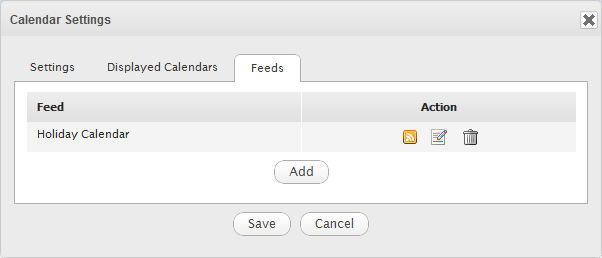 Calendar Settings
Settings Displayed Calendars Feeds
Feed Action
Holiday Calendar
Add
Save Cancel